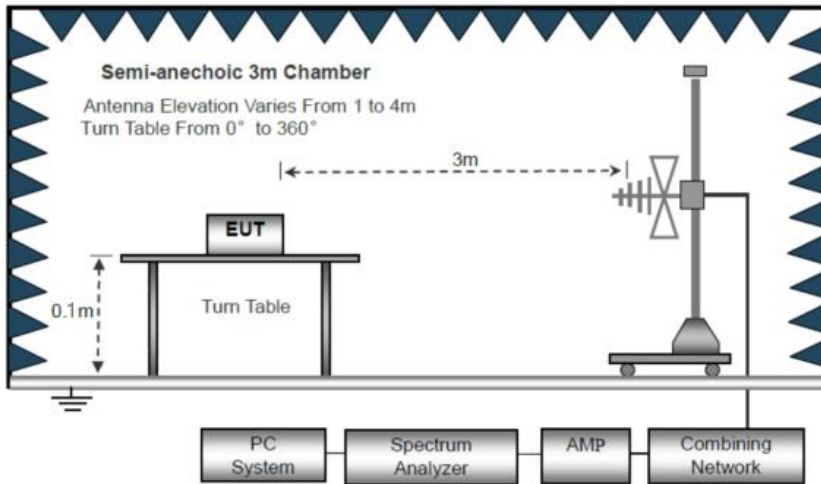 Semi-anechoic 3m Chamber
Antenna Elevation Varies From 1 to 4m
Turn Table From 0° to 360°
3m
EUT
0.1m
Turn Table
PC
System
Spectrum
Analyzer
AMP
Combining
Network